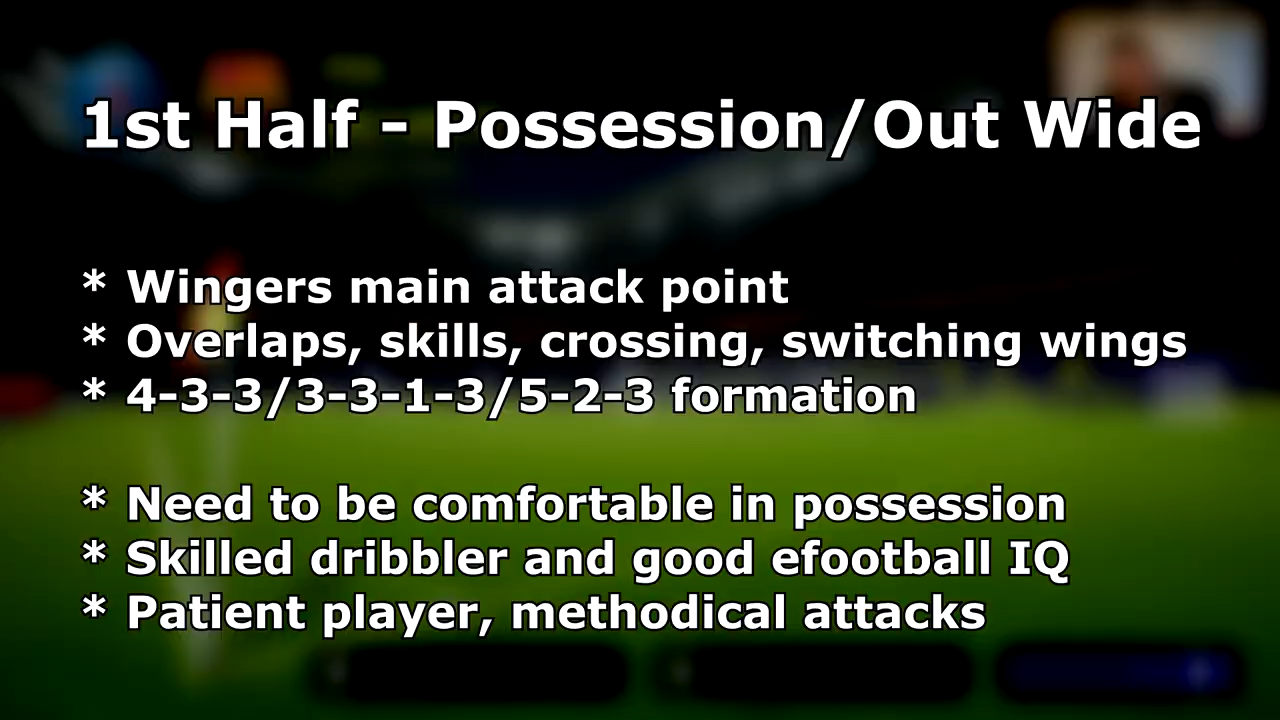 1st Half - Possession/Out Wide
* Wingers main attack point
* Overlaps, skills, crossing, switching wings
* 4-3-3/3-3-1-3/5-2-3 formation
* Need to be comfortable in possession
* Skilled dribbler and good efootball IQ
* Patient player, methodical attacks